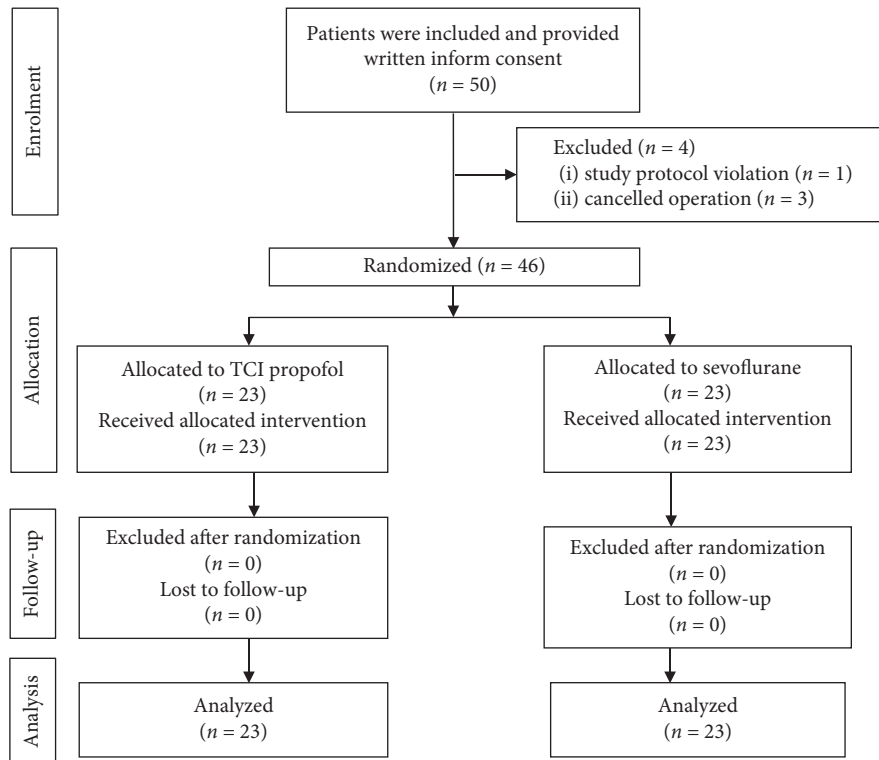 Enrolment
Patients were included and provided
written inform consent
(n = 50)
Excluded (n = 4)
(i) study protocol violation (n = 1)
(ii) cancelled operation (n = 3)
Allocation
Randomized (n = 46)
Allocated to TCI propofol
(n = 23)
Received allocated intervention
(n = 23)
Allocated to sevoflurane
(n = 23)
Received allocated intervention
(n = 23)
Follow-up
Excluded after randomization
(n = 0)
Lost to follow-up
(n = 0)
Excluded after randomization
(n = 0)
Lost to follow-up
(n = 0)
Analysis
Analyzed
(n = 23)
Analyzed
(n = 23)